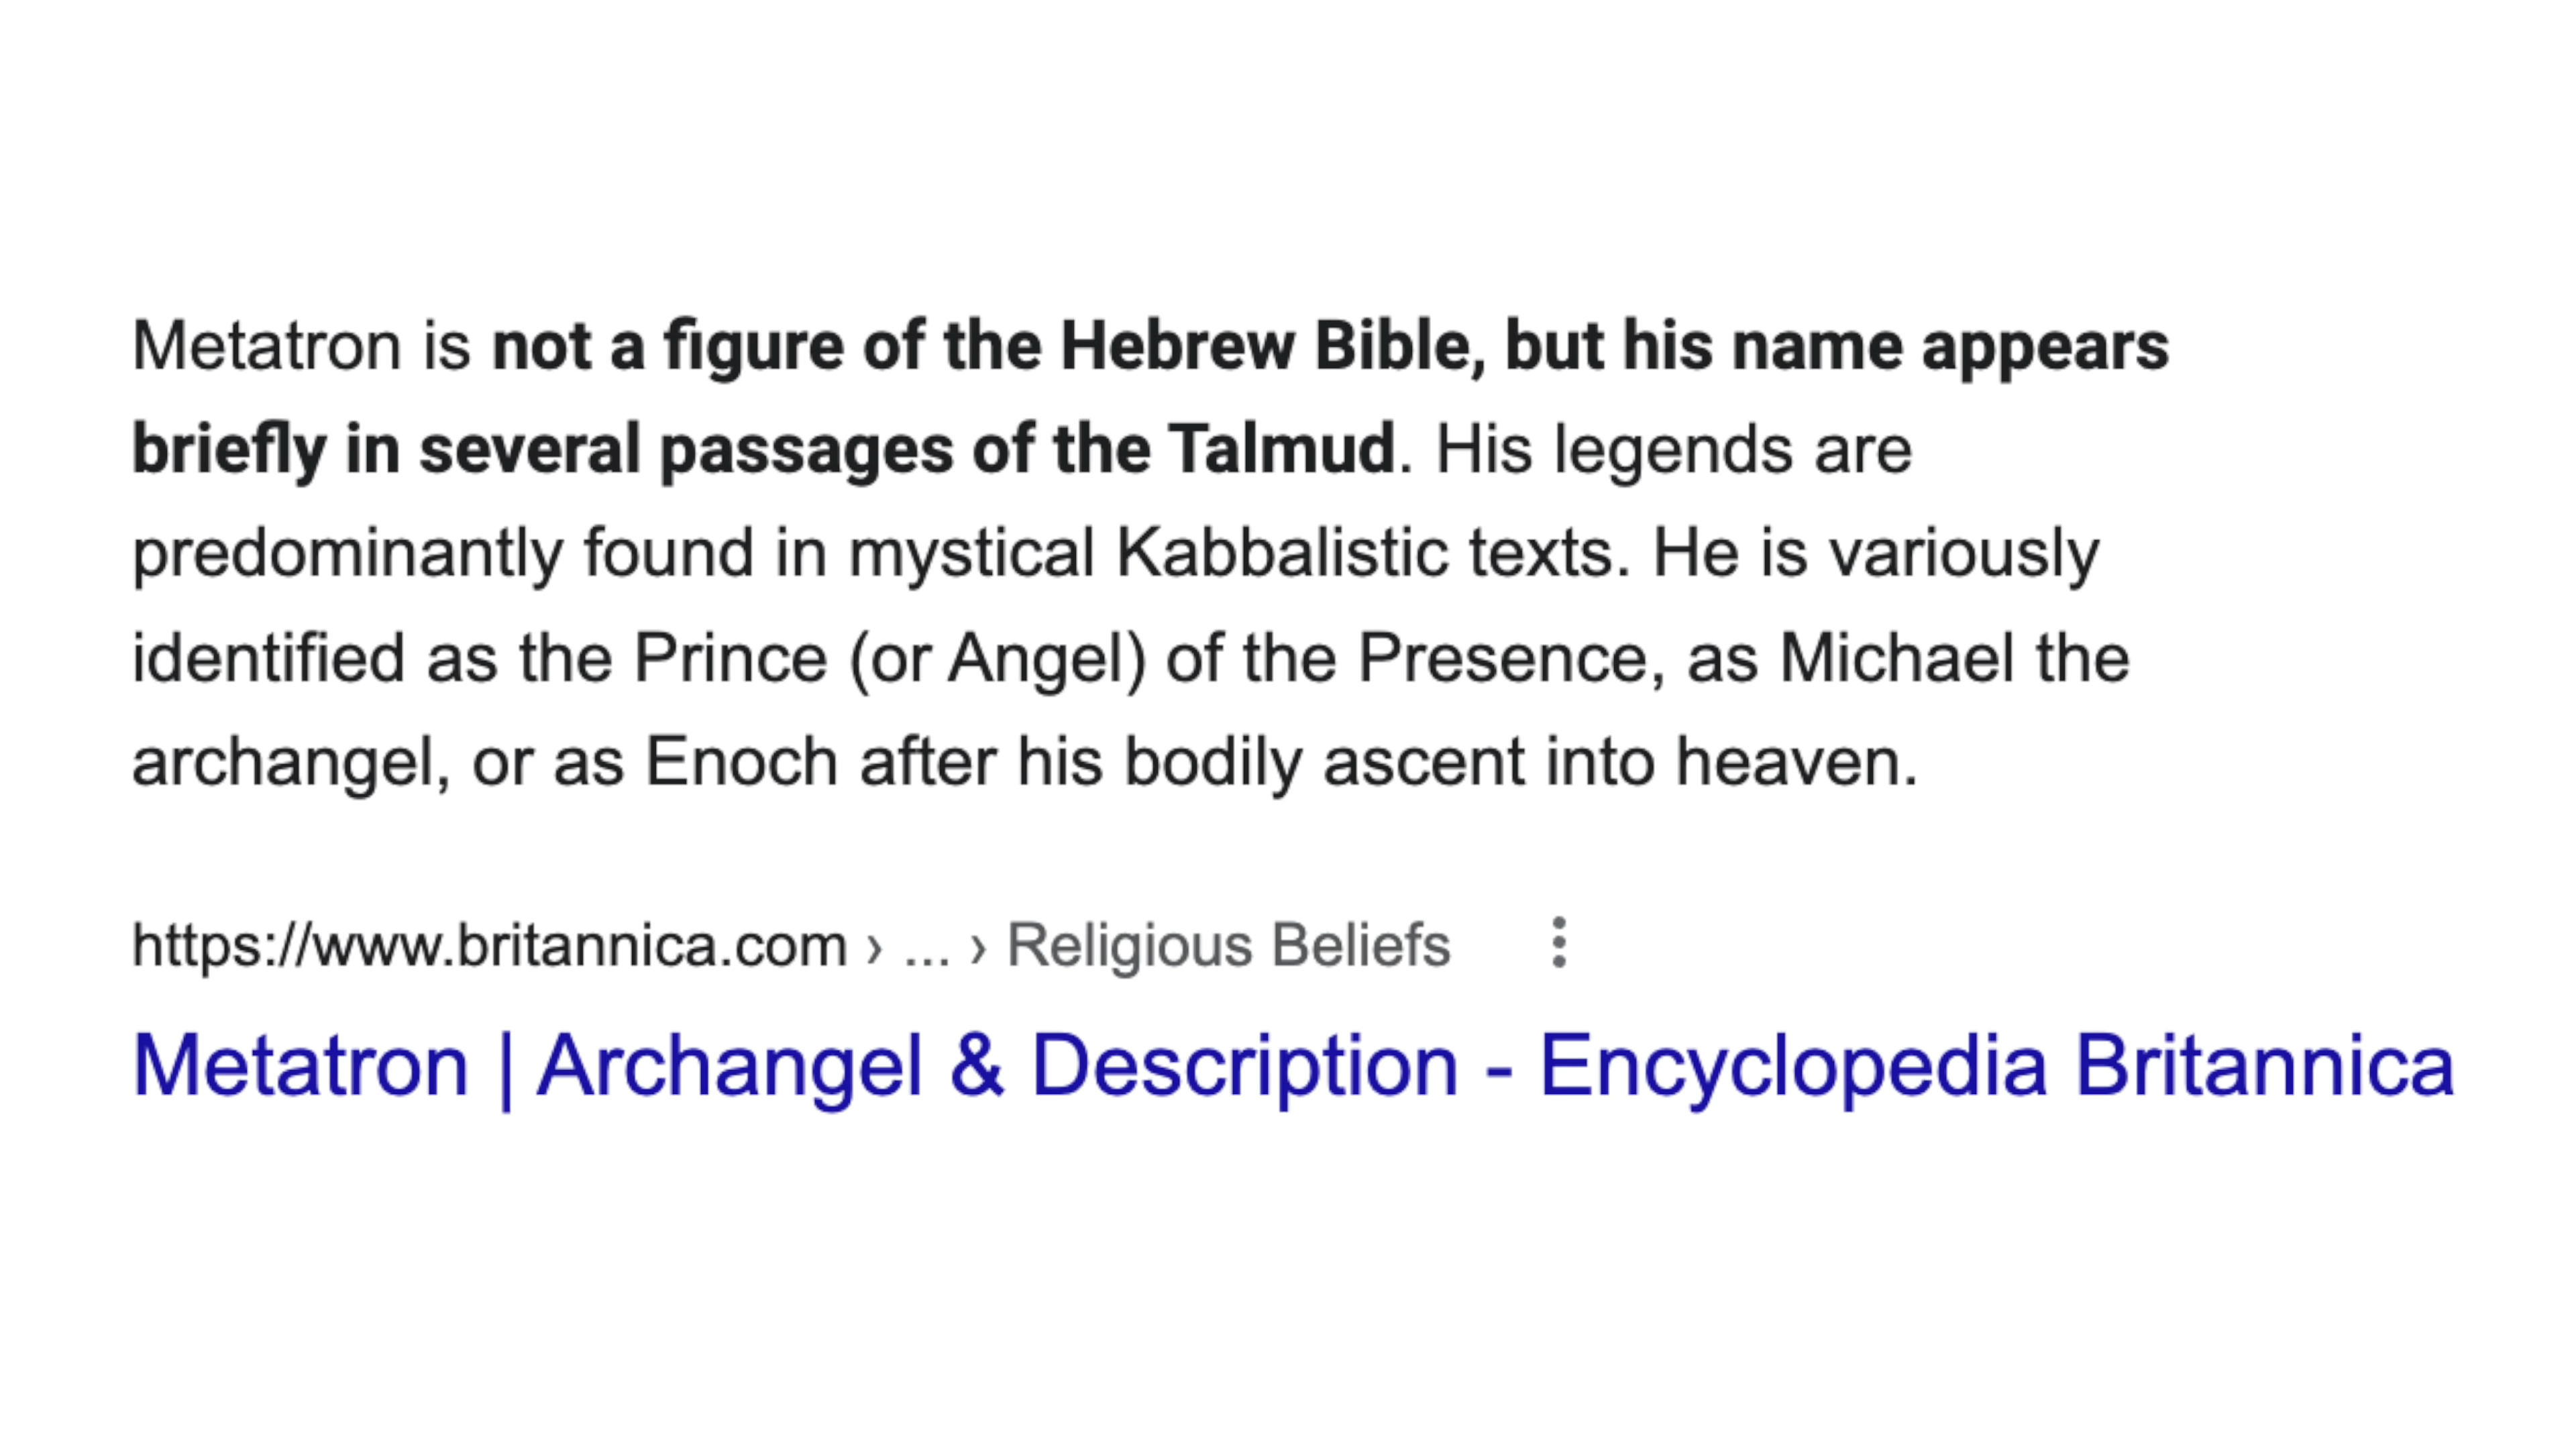 Metatron is not a figure of the Hebrew Bible, but his name appears
briefly in several passages of the Talmud. His legends are
predominantly found in mystical Kabbalistic texts. He is variously
identified as the Prince (or Angel) of the Presence, as Michael the
archangel, or as Enoch after his bodily ascent into heaven.
https://www.britannica.com › ... › Religious Beliefs
Metatron | Archangel & Description - Encyclopedia Britannica